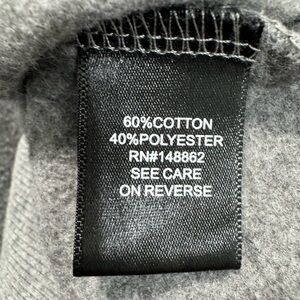 60%COTTON
40%POLYESTER
RN#148862
SEE CARE
ON REVERSE